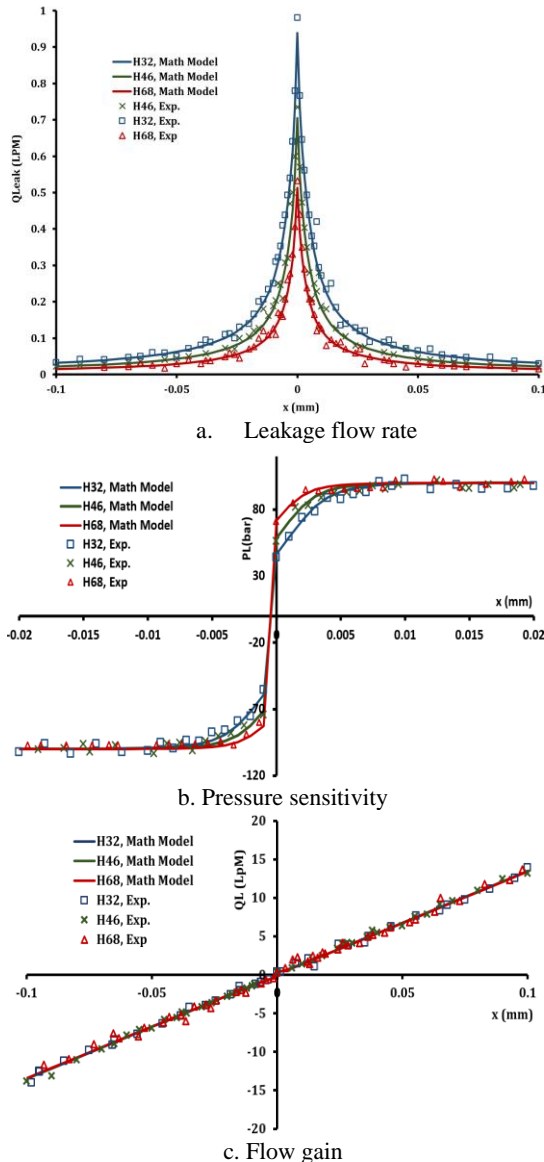 1
0.9
0.8
0.7
0.6
0.5
0.4
0.3
0.2
0.1
0
QLeak (LPM)
H32, Math Model
H46, Math Model
H68, Math Model
H46, Exp.
H32, Exp.
H68, Exp
-0.1
-0.05
0
0.05
0.1
x (mm)
a. Leakage flow rate
H32, Math Model
H46, Math Model
H68, Math Model
H32, Exp.
H46, Exp.
H68, Exp
PL(bar)
80
30
x (mm)
-0.02
-0.015
-0.01
-0.005
0
0.005
0.01
0.015
0.02
-20
-70
-120
b. Pressure sensitivity
H32, Math Model
H46, Math Model
H68, Math Model
H32, Exp.
H46, Exp.
H68, Exp
QL (LpM)
20
15
10
5
0
-0.1
-0.05
0
0.05
0.1
x (mm)
-5
-10
-15
-20
c. Flow gain